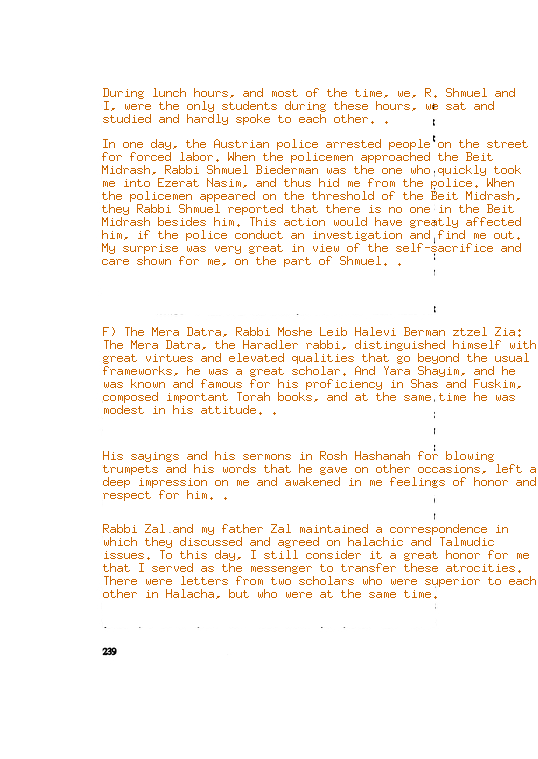 During lunch hours, and most of the time, we, R. Shmuel and
I, were the only students during these hours, we sat and
studied and hardly spoke to each other. .
In one day, the Austrian police arrested people on the street
for forced labor. When the policemen approached the Beit
Midrash, Rabbi Shmuel Biederman was the one who quickly took
me into Ezerat Nasim, and thus hid me from the police. When
the policemen appeared on the threshold of the Beit Midrash,
they Rabbi Shmuel reported that there is no one in the Beit
Midrash besides him. This action would have greatly affected
him, if the police conduct an investigation and find me out.
My surprise was very great in view of the self-sacrifice and
care shown for me, on the part of Shmuel. .
F) The Mera Datra, Rabbi Moshe Leib Halevi Berman ztzel Zia:
The Mera Datra, the Haradler rabbi, distinguished himself with
great virtues and elevated qualities that go beyond the usual
frameworks, he was a great scholar. And Yara Shayim, and he
was known and famous for his proficiency in Shas and Fuskim,
composed important Torah books, and at the same time he was
modest in his attitude. .
His sayings and his sermons in Rosh Hashanah for blowing
trumpets and his words that he gave on other occasions, left a
deep impression on me and awakened in me feelings of honor and
respect for him. .
Rabbi Zal and my father Zal maintained a correspondence in
which they discussed and agreed on halachic and Talmudic
issues. To this day, I still consider it a great honor for me
that I served as the messenger to transfer these atrocities.
There were letters from two scholars who were superior to each
other in Halacha, but who were at the same time.
239